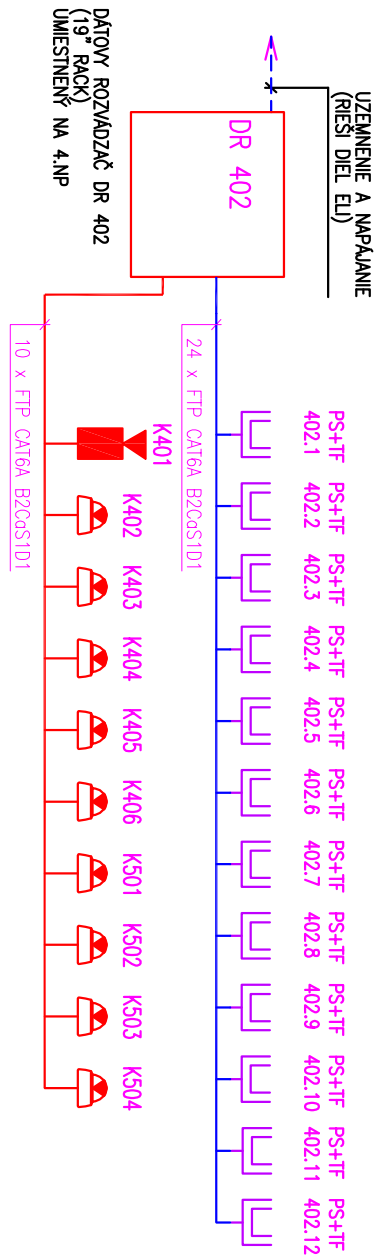 UZEMNENIE A NAPÁJANIE
(RIEŠI DIEL ELI)
DR 402
DÁTOVÝ ROZVÁDZAČ DR 402
(19" RACK)
UMIESTNENÝ NA 4.NP
PS+TF
402.1
PS+TF
402.2
PS+TF
402.3
PS+TF
402.4
PS+TF
402.5
PS+TF
402.6
PS+TF
402.7
PS+TF
402.8
PS+TF
402.9
PS+TF
402.10
PS+TF
402.11
PS+TF
402.12
24 x FTP CAT6A B2CaS1D1
K401
K402
K403
K404
K405
K406
K501
K502
K503
K504
10 x FTP CAT6A B2CaS1D1